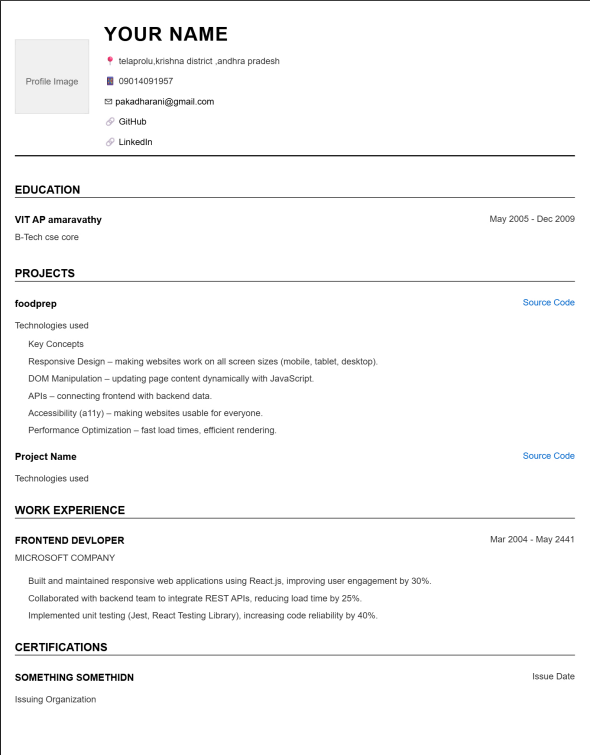 YOUR NAME
Profile Image
telaprolu,krishna district ,andhra pradesh
09014091957
pakadharani@gmail.com
GitHub
LinkedIn
EDUCATION
VIT AP amaravathy May 2005 - Dec 2009
B-Tech cse core
PROJECTS
foodprep Source Code
Technologies used
Key Concepts
Responsive Design – making websites work on all screen sizes (mobile, tablet, desktop).
DOM Manipulation – updating page content dynamically with JavaScript.
APIs – connecting frontend with backend data.
Accessibility (a11y) – making websites usable for everyone.
Performance Optimization – fast load times, efficient rendering.
Project Name Source Code
Technologies used
WORK EXPERIENCE
FRONTEND DEVLOPER Mar 2004 - May 2441
MICROSOFT COMPANY
Built and maintained responsive web applications using React.js, improving user engagement by 30%.
Collaborated with backend team to integrate REST APIs, reducing load time by 25%.
Implemented unit testing (Jest, React Testing Library), increasing code reliability by 40%.
CERTIFICATIONS
SOMETHING SOMETHIDN Issue Date
Issuing Organization